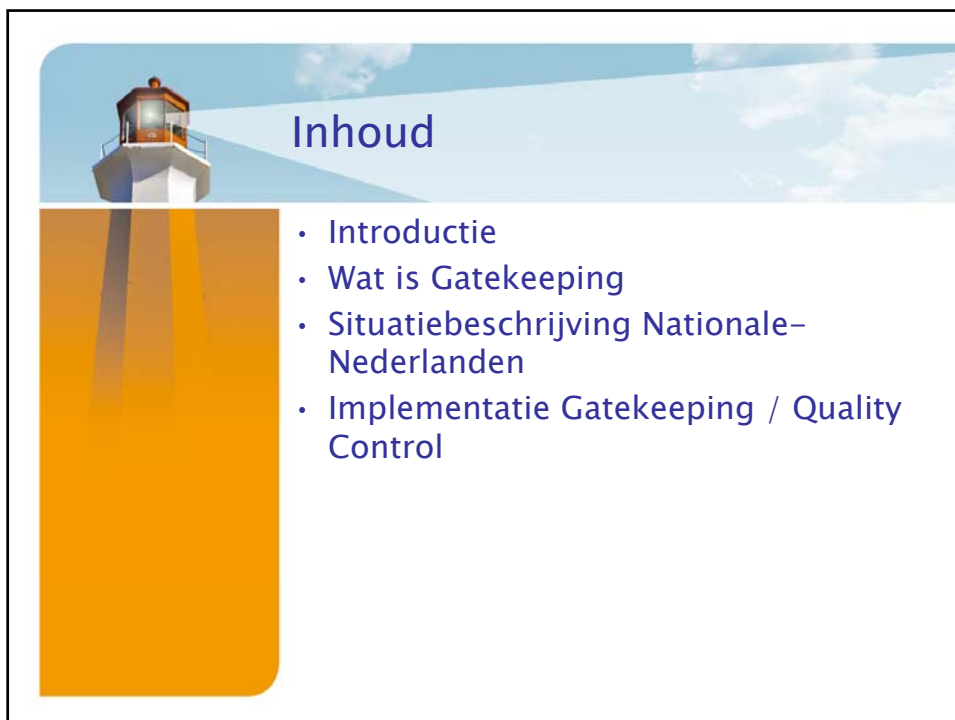 Inhoud
• Introductie
• Wat is Gatekeeping
• Situatiebeschrijving Nationale-
Nederlanden
• Implementatie Gatekeeping / Quality
Control